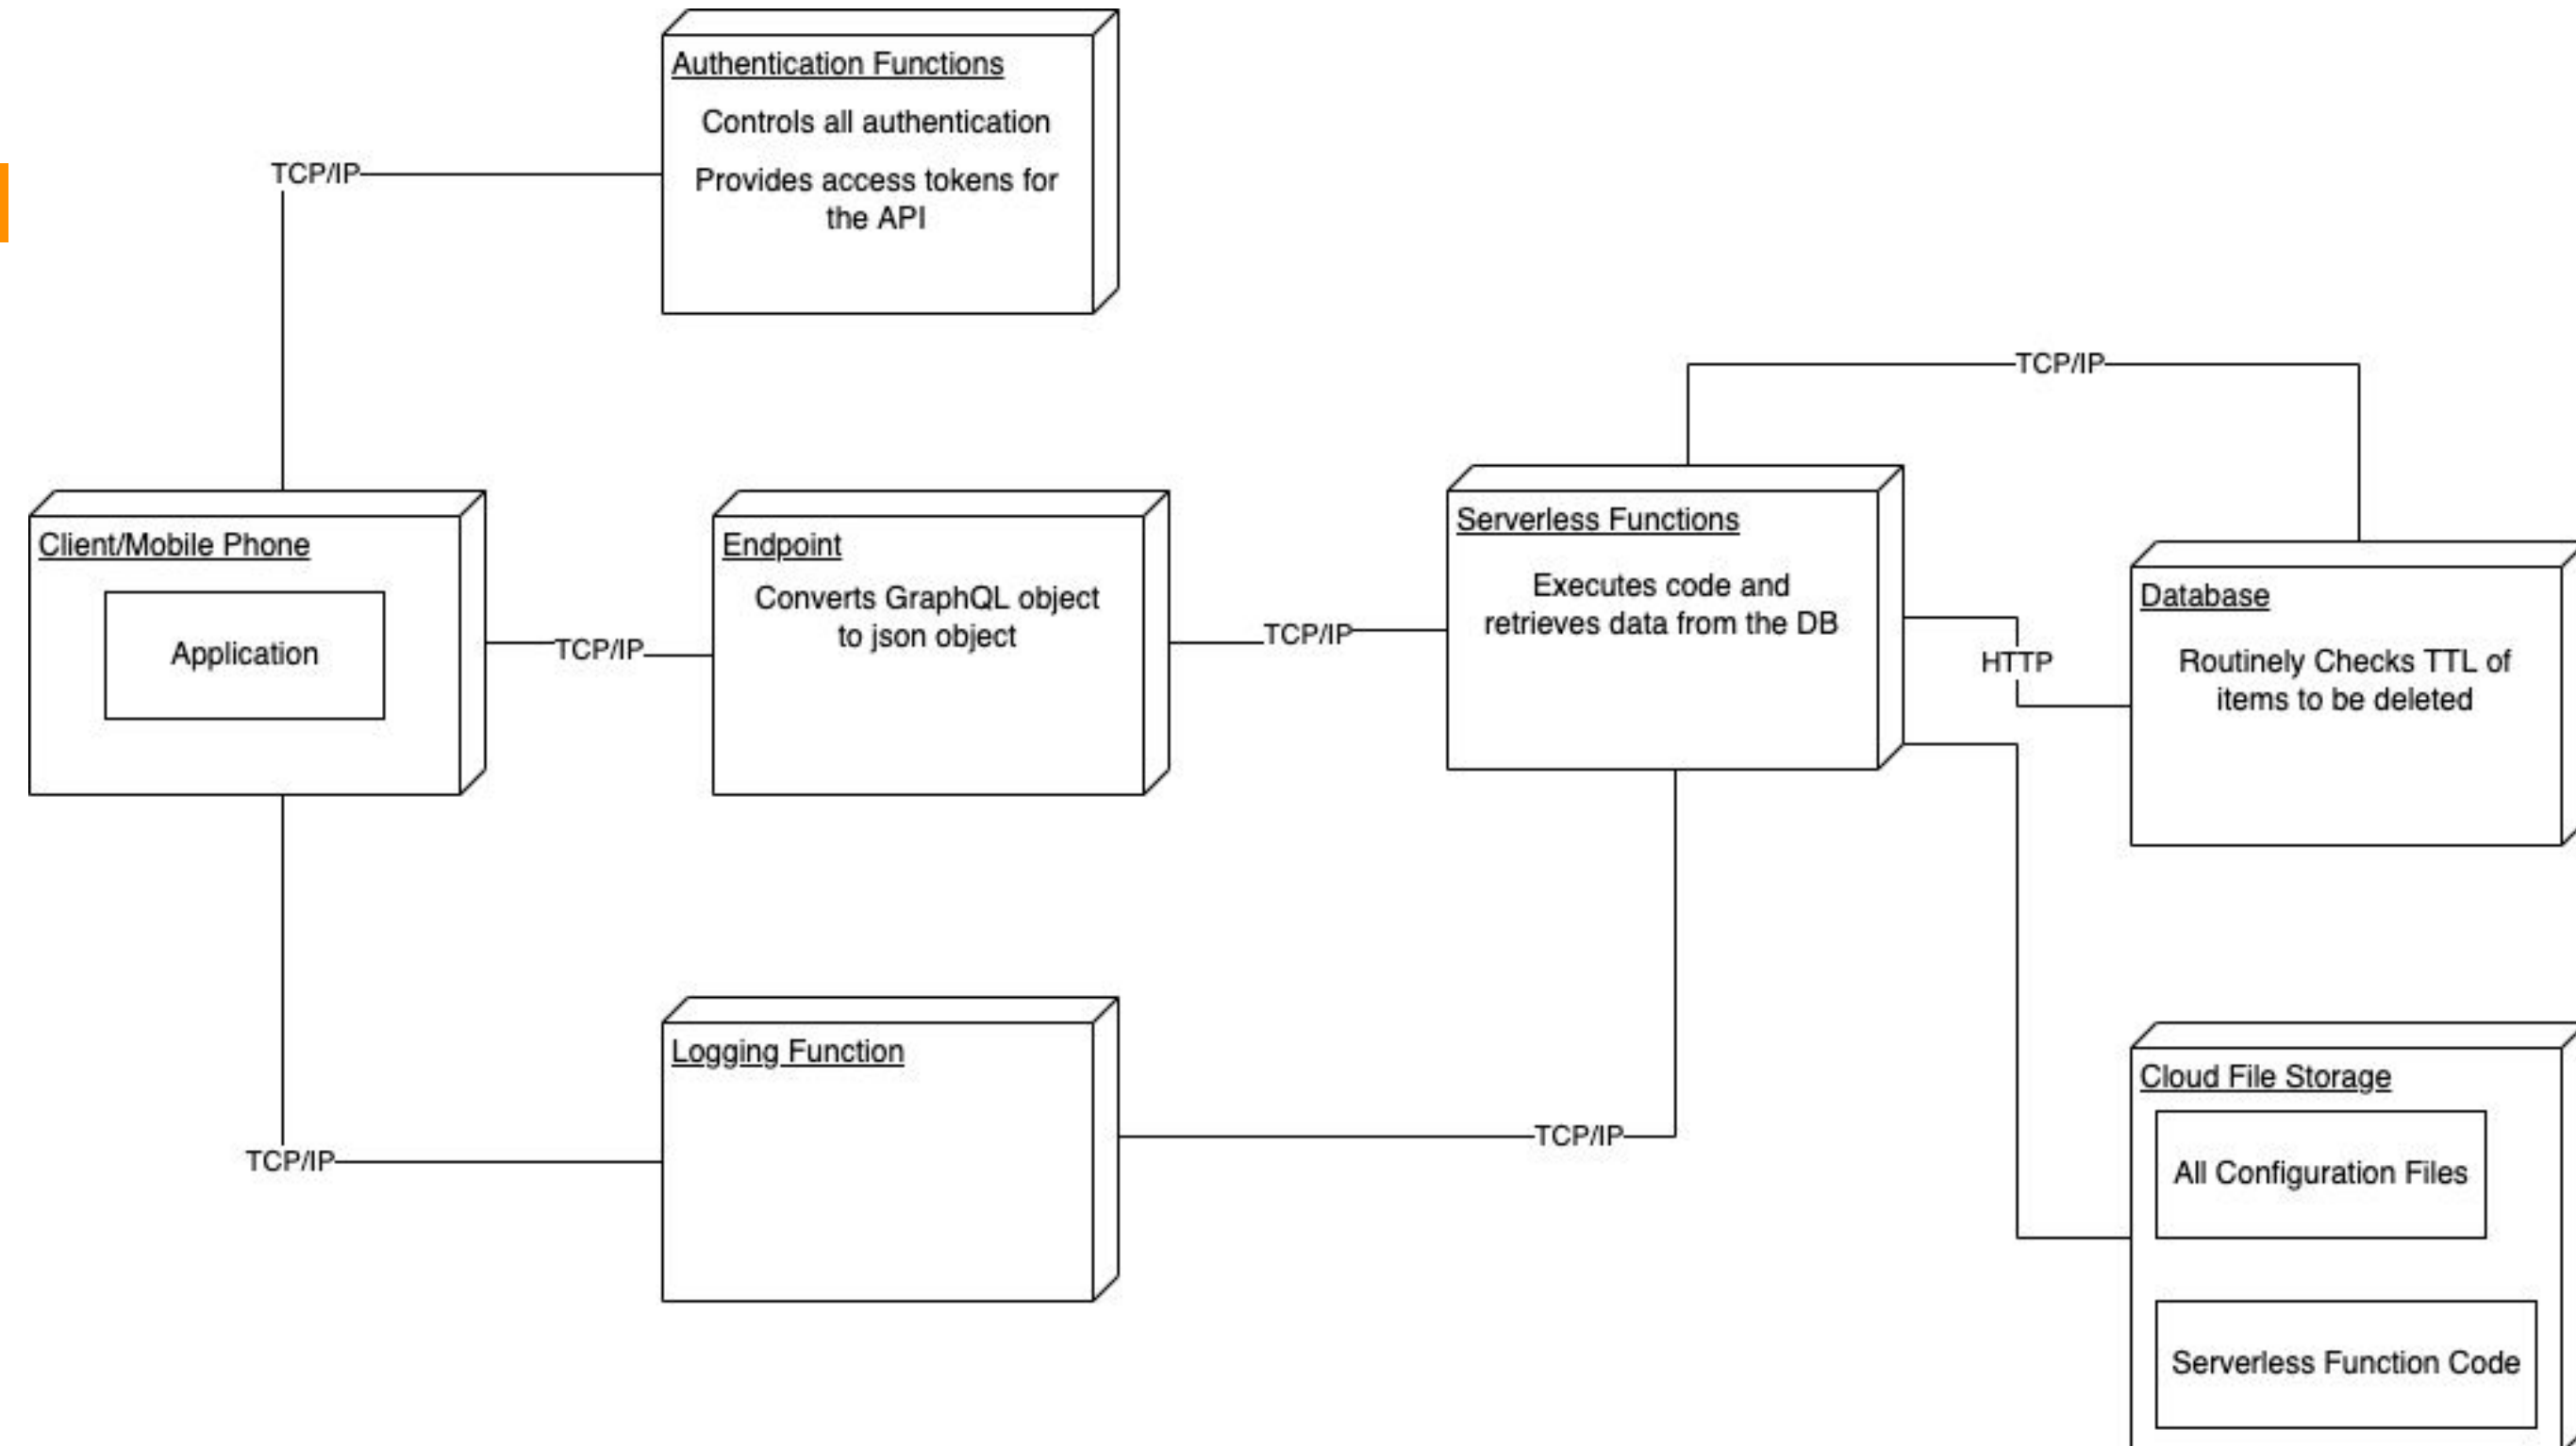 Authentication Functions
Controls all authentication
Provides access tokens for
the API
TCP/IP
TCP/IP
Client/Mobile Phone
Application
TCP/IP
Endpoint
Converts GraphQL object
to json object
TCP/IP
Serverless Functions
Executes code and
retrieves data from the DB
HTTP
Database
Routinely Checks TTL of
items to be deleted
Logging Function
TCP/IP
TCP/IP
Cloud File Storage
All Configuration Files
Serverless Function Code